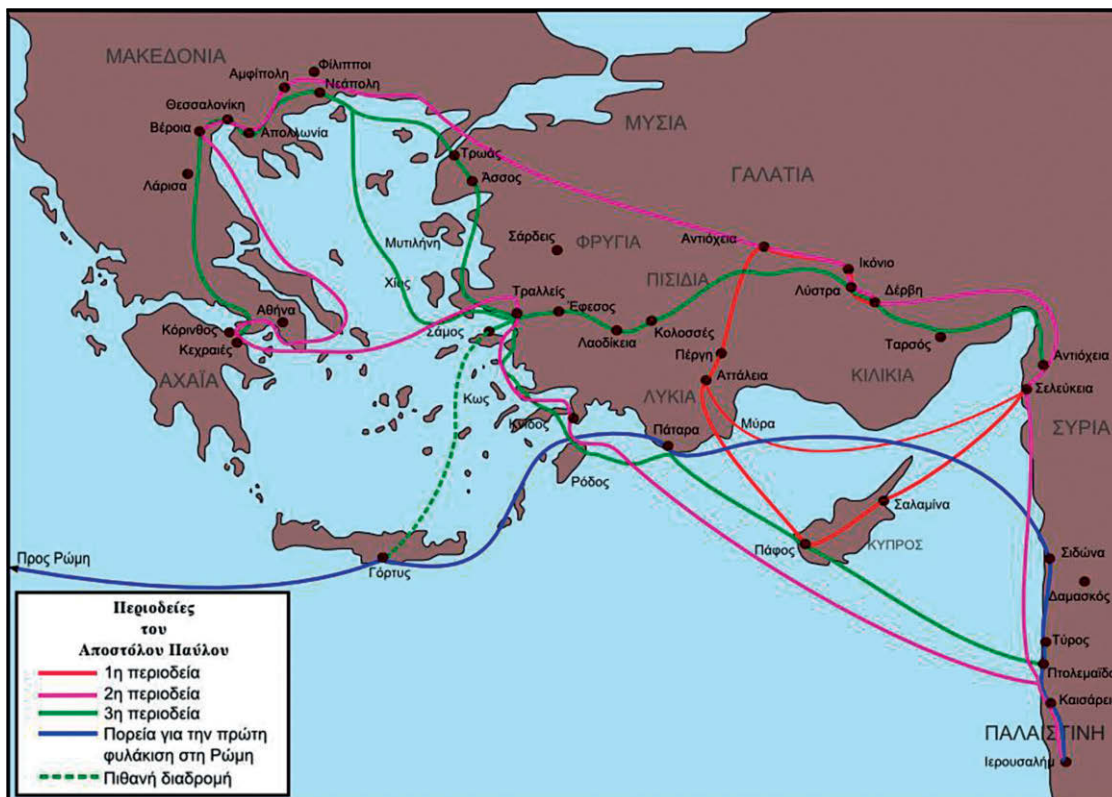 ΜΑΚΕΔΟΝΙΑ
Φίλιπποι
Αμφίπολη
Νεάπολη
Θεσσαλονίκη
Βέροια
Απολλωνία
ΜΥΣΙΑ
Τρωάς
Λάρισα
Άσσος
ΓΑΛΑΤΙΑ
Μυτιλήνη
Σάρδεις
ΦΡΥΓΙΑ
Αντιόχεια
Ικόνιο
Χίος
ΠΙΣΙΔΙΑ
Λύστρα
Δέρβη
Τραλλείς
Έφεσος
Αθήνα
Κόρινθος
Κεχραιές
Σάμος
Λαοδίκεια
Κολοσσές
Ταρσός
Πέργη
Αντιόχεια
ΑΧΑΪΑ
Ατταλεια
ΚΙΛΙΚΙΑ
Σελεύκεια
Κως
ΛΥΚΙΑ
Κνίδος
Πάταρα
Μύρα
ΣΥΡΙΑ
Ρόδος
Σαλαμίνα
Πάφος
ΚΥΠΡΟΣ
Σιδώνα
Προς Ρώμη
Γόρτυς
Δαμασκός
Τύρος
Πτολεμαϊδα
Καισάρει
ΠΑΛΑΙΣΤΙΝΗ
Ιερουσαλήμ
Περιοδείες
του
Αποστόλου Παύλου
1η περιοδεία
2η περιοδεία
3η περιοδεία
Πορεία για την πρώτη
φυλάκιση στη Ρώμη
Πιθανή διαδρομή